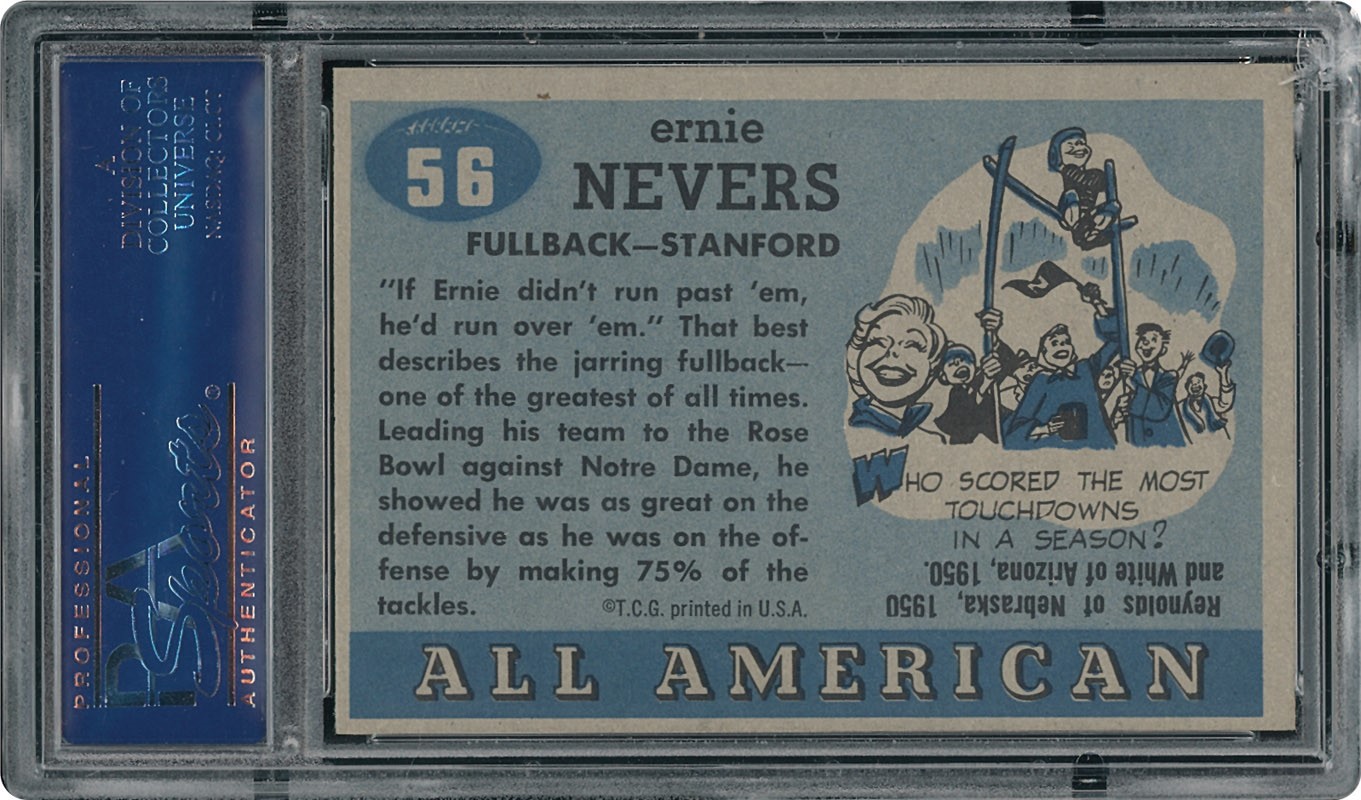 A
DIVISION OF
COLLECTORS
UNIVERSE
NASDAQ: CLCT
PROFESSIONAL
PSA
Sports
AUTHENTICATOR
56
ernie
NEVERS
FULLBACK—STANFORD
"If Ernie didn't run past 'em,
he'd run over 'em." That best
describes the jarring fullback—
one of the greatest of all times.
Leading his team to the Rose
Bowl against Notre Dame, he
showed he was as great on the
defensive as he was on the of-
fense by making 75% of the
tackles.
©T.C.G. printed in U.S.A.
WHO SCORED THE MOST
TOUCHDOWNS
IN A SEASON?
Reynolds of Nebraska, 1950
and White of Arizona, 1950.
ALL AMERICAN